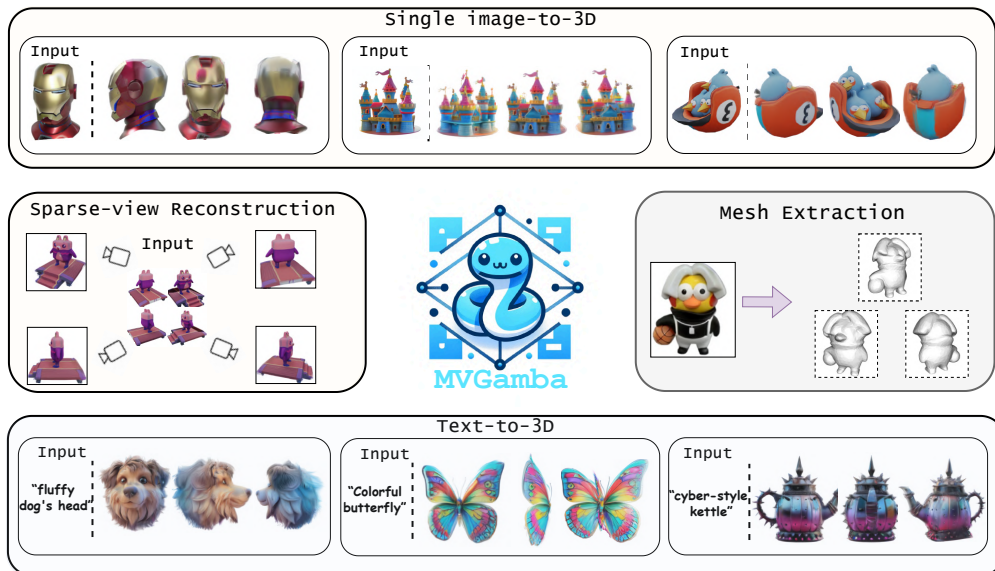 Single image-to-3D
Input
Input
Input
Sparse-view Reconstruction
Input
MVGamba
Mesh Extraction
Text-to-3D
Input
“fluffy
dog's head”
Input
“Colorful
butterfly”
Input
“cyber-style
kettle”